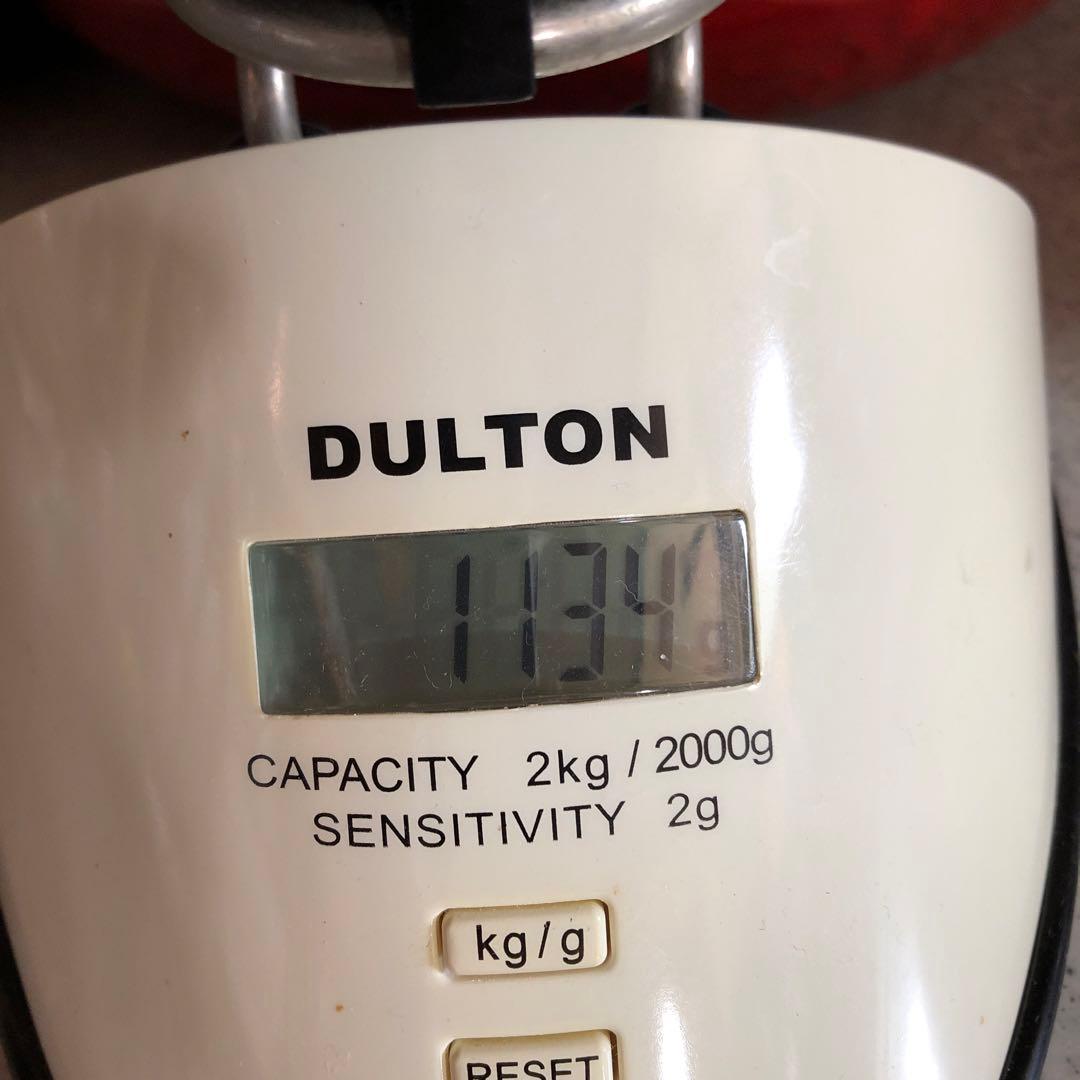 DULTON
1134 g
CAPACITY 2kg / 2000g
SENSITIVITY 2g
kg/g
RESET